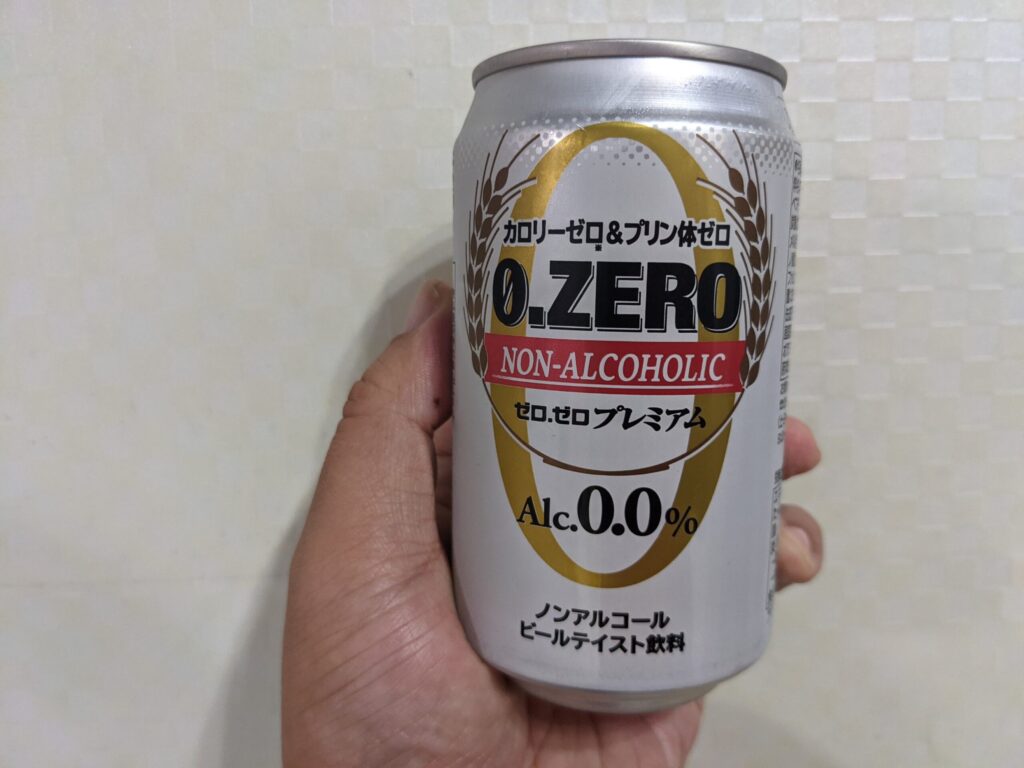 カロリーゼロ&プリン体ゼロ
※
0.ZERO
NON-ALCOHOLIC
ゼロ.ゼロ プレミアム
Alc.0.0%
ノンアルコール
ビールテイスト飲料